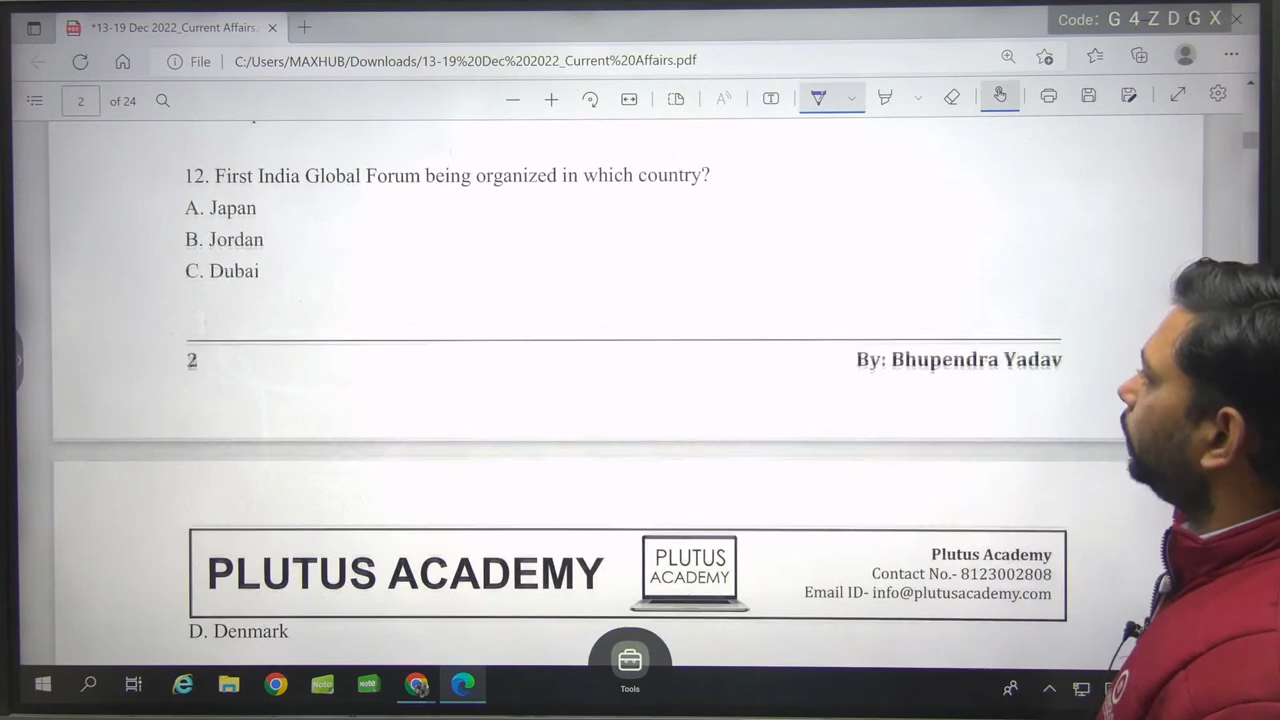 *13-19 Dec 2022_Current Affairs.
Code: G 4 Z D G X
File C:/Users/MAXHUB/Downloads/13-19%20Dec%202022_Current%20Affairs.pdf
2 of 24
12. First India Global Forum being organized in which country?
A. Japan
B. Jordan
C. Dubai
2
By: Bhupendra Yadav
PLUTUS ACADEMY
PLUTUS
ACADEMY
Plutus Academy
Contact No.- 8123002808
Email ID- info@plutusacademy.com
D. Denmark
Tools
Note
Note